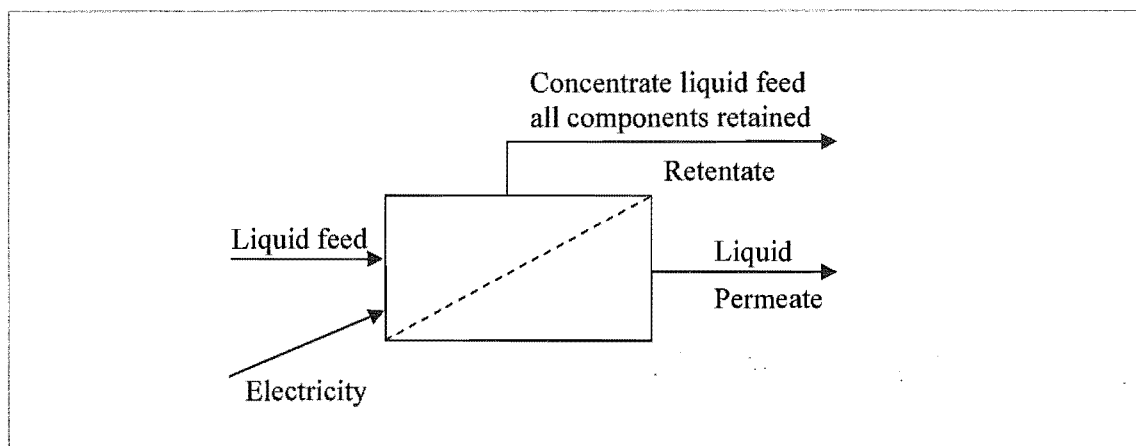 Concentrate liquid feed
all components retained
Retentate
Liquid feed
Liquid
Permeate
Electricity